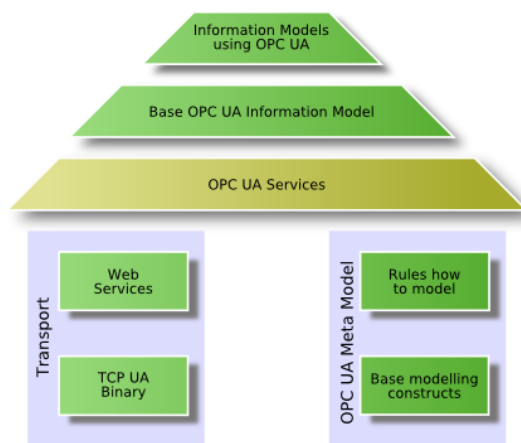 Information Models
using OPC UA
Base OPC UA Information Model
OPC UA Services
Transport
Web
Services
TCP UA
Binary
OPC UA Meta Model
Rules how
to model
Base modelling
constructs